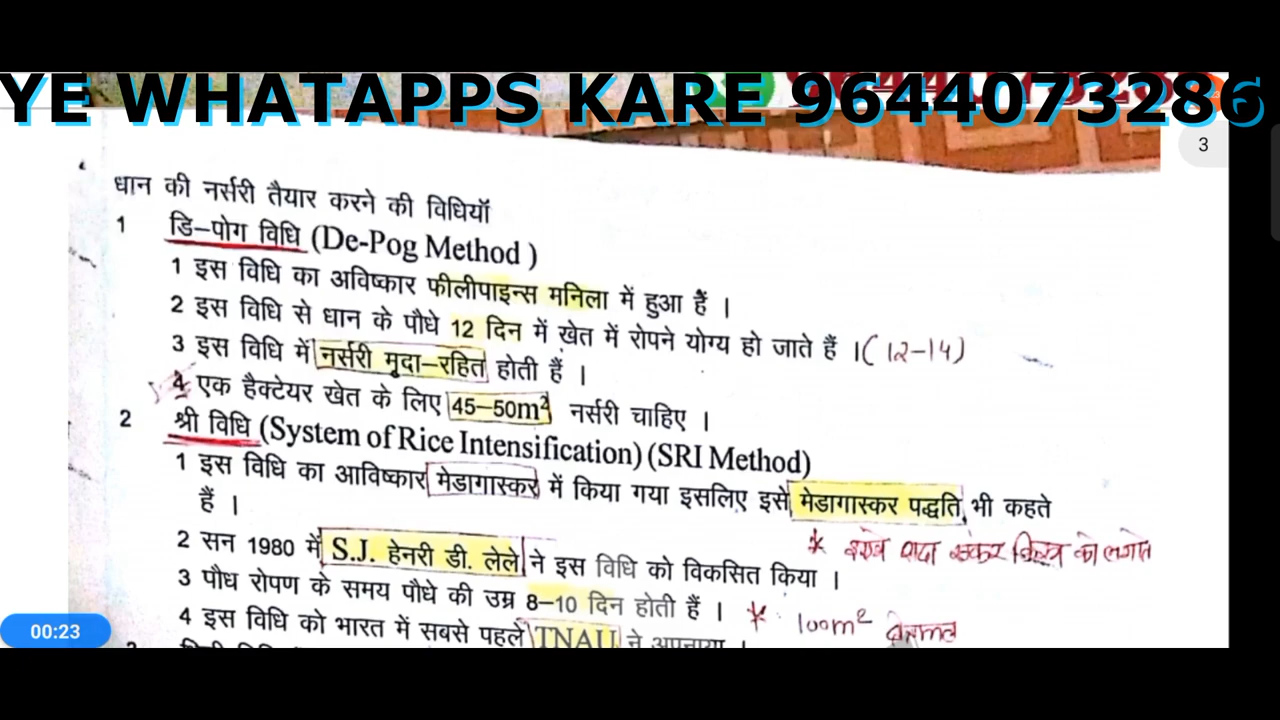 YE WHATAPPS KARE 9644073286
3
धान की नर्सरी तैयार करने की विधियॉ
1 डि–पोग विधि (De-Pog Method )
1 इस विधि का अविष्कार फीलीपाइन्स मनिला में हुआ हैं ।
2 इस विधि से धान के पौधे 12 दिन में खेत में रोपने योग्य हो जाते हैं ।(12-14)
3 इस विधि में नर्सरी मृदा–रहित होती हैं ।
4 एक हैक्टेयर खेत के लिए 45–50m² नर्सरी चाहिए ।
2 श्री विधि (System of Rice Intensification) (SRI Method)
1 इस विधि का आविष्कार मेडागास्कर में किया गया इसलिए इसे मेडागास्कर पद्धति भी कहते
हैं ।
* संकर किस्म को लगाते
2 सन 1980 में S.J. हेनरी डी. लेले ने इस विधि को विकसित किया ।
3 पौध रोपण के समय पौधे की उम्र 8–10 दिन होती हैं । * 100m² क्षेत्रफल
4 इस विधि को भारत में सबसे पहले TNAU ने अपनाया ।
00:23